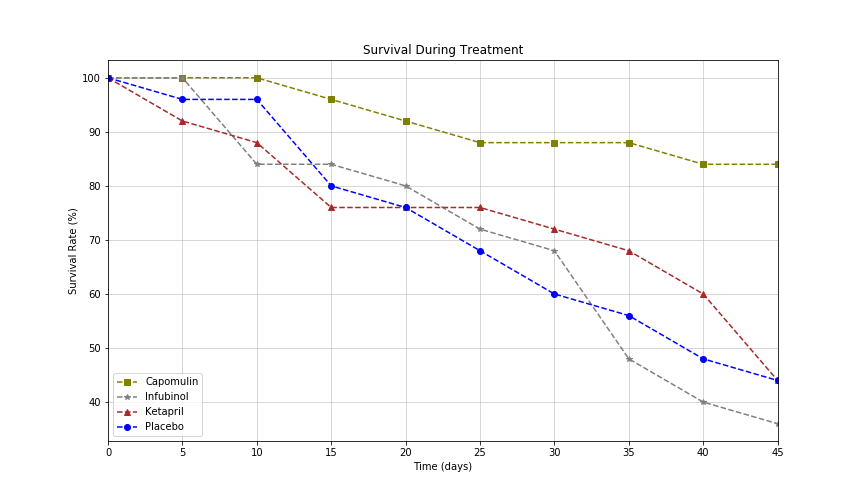 Survival During Treatment
Survival Rate (%)
100
90
80
70
60
50
40
Capomulin
Infubinol
Ketapril
Placebo
0 5 10 15 20 25 30 35 40 45
Time (days)